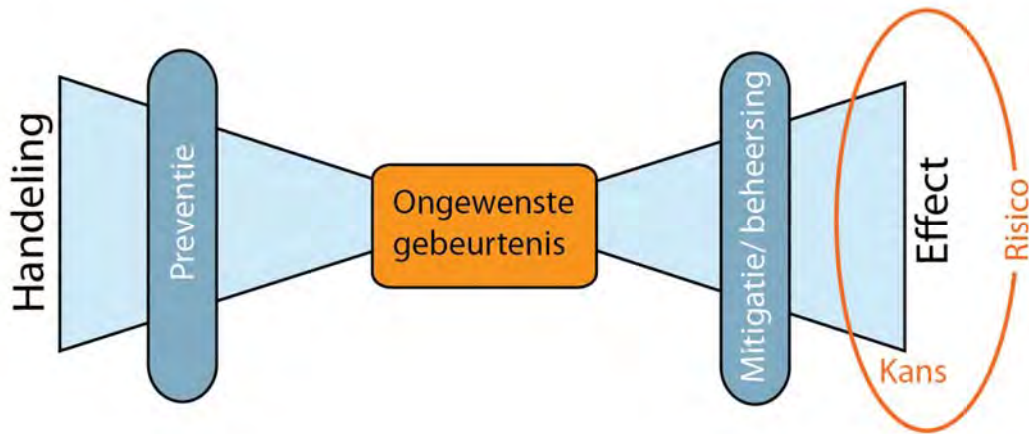 Handeling
Preventie
Ongewenste
gebeurtenis
Mitigatie/ beheersing
Effect
Kans
Risico